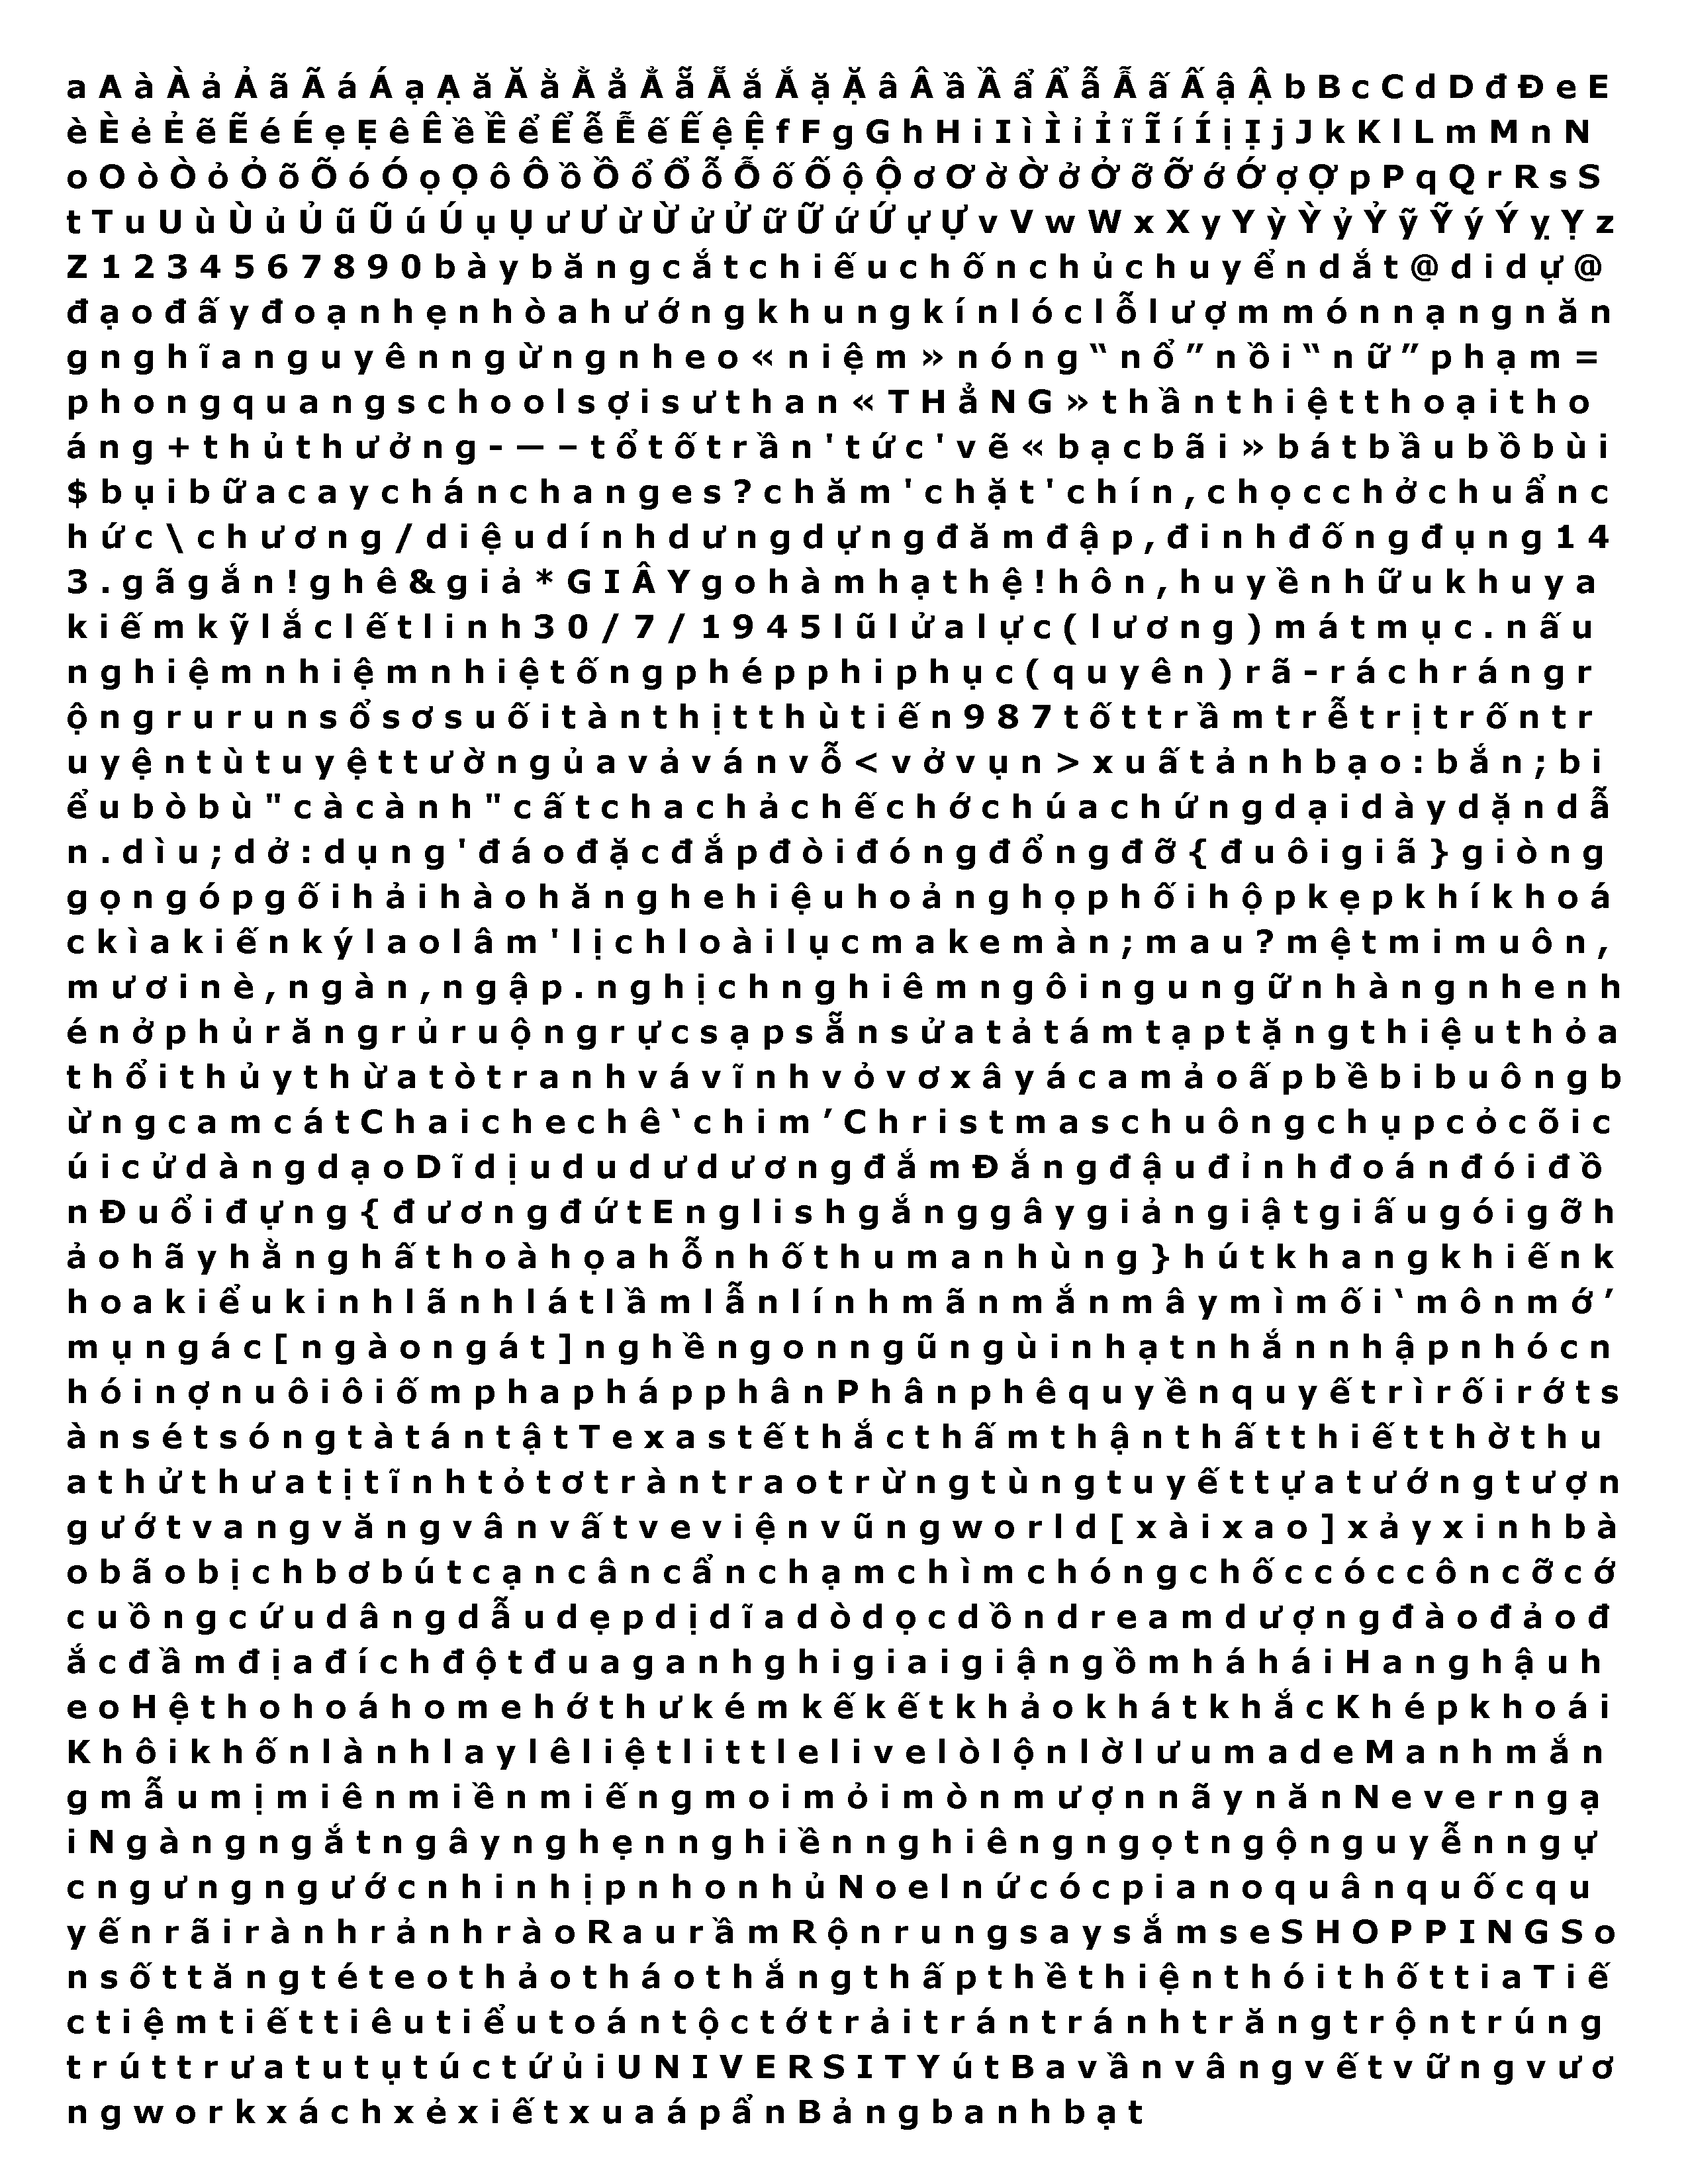 a A à À ả Ả ã Ã á Á ạ Ạ ă Ă ằ Ằ ẳ Ẳ ẵ Ẵ ắ Ắ ặ Ặ â Â ầ Ầ ẩ Ẩ ẫ Ẫ ấ Ấ ậ Ậ b B c C d D đ Đ e E
è È ẻ Ẻ ẽ Ẽ é É ẹ Ẹ ê Ê ề Ề ể Ể ễ Ễ ế Ế ệ Ệ f F g G h H i I ì Ì ỉ Ỉ ĩ Ĩ í Í ị Ị j J k K l L m M n N
o O ò Ò ỏ Ỏ õ Õ ó Ó ọ Ọ ô Ô ồ Ồ ổ Ổ ỗ Ỗ ố Ố ộ Ộ ơ Ơ ờ Ờ ở Ở ỡ Ỡ ớ Ớ ợ Ợ p P q Q r R s S
t T u U ù Ù ủ Ủ ũ Ũ ú Ú ụ Ụ ư Ư ừ Ừ ử Ử ữ Ữ ứ Ứ ự Ự v V w W x X y Y ỳ Ỳ ỷ Ỷ ỹ Ỹ ý Ý ỵ Ỵ z
Z 1 2 3 4 5 6 7 8 9 0 b à y b ă n g c ắ t c h i ế u c h ố n c h ủ c h u y ể n d ắ t @ d i d ự @
đ ạ o đ ấ y đ o ạ n h ẹ n h ò a h ư ớ n g k h u n g k í n l ó c l ỗ l ư ợ m m ó n n ạ n g n ă n
g n g h ĩ a n g u y ê n n g ừ n g n h e o « n i ệ m » n ó n g “ n ổ ” n ồ i “ n ữ ” p h ạ m =
p h o n g q u a n g s c h o o l s ợ i s ư t h a n « T H ẳ N G » t h ầ n t h i ệ t t h o ạ i t h o
á n g + t h ủ t h ư ở n g - — – t ổ t ố t r ầ n ' t ứ c ' v ẽ « b ạ c b ã i » b á t b ầ u b ồ b ù i
$ b ụ i b ữ a c a y c h á n c h a n g e s ? c h ă m ' c h ặ t ' c h í n , c h ọ c c h ở c h u ẩ n c
h ứ c \ c h ư ơ n g / d i ệ u d í n h d ư n g d ự n g đ ă m đ ậ p , đ i n h đ ố n g đ ụ n g 1 4
3 . g ã g ắ n ! g h ê & g i ả * G I Â Y g o h à m h ạ t h ệ ! h ô n , h u y ề n h ữ u k h u y a
k i ế m k ỹ l ắ c l ế t l i n h 3 0 / 7 / 1 9 4 5 l ũ l ử a l ự c ( l ư ơ n g ) m á t m ụ c . n ấ u
n g h i ệ m n h i ệ m n h i ệ t ố n g p h é p p h i p h ụ c ( q u y ê n ) r ã - r á c h r á n g r
ộ n g r u r u n s ổ s ơ s u ố i t à n t h ị t t h ù t i ế n 9 8 7 t ố t t r ầ m t r ễ t r ị t r ố n t r
u y ệ n t ù t u y ệ t t ư ờ n g ủ a v ả v á n v ỗ < v ở v ụ n > x u ấ t ả n h b ạ o : b ắ n ; b i
ể u b ò b ù " c à c à n h " c ấ t c h a c h ả c h ế c h ớ c h ú a c h ứ n g d ạ i d à y d ặ n d ẫ
n . d ì u ; d ở : d ụ n g ' đ á o đ ặ c đ ắ p đ ò i đ ó n g đ ổ n g đ ỡ { đ u ô i g i ã } g i ò n g
g ọ n g ó p g ố i h ả i h à o h ă n g h e h i ệ u h o ả n g h ọ p h ố i h ộ p k ẹ p k h í k h o á
c k ì a k i ế n k ý l a o l â m ' l ị c h l o à i l ụ c m a k e m à n ; m a u ? m ệ t m i m u ô n ,
m ư ơ i n è , n g à n , n g ậ p . n g h ị c h n g h i ê m n g ô i n g u n g ữ n h à n g n h e n h
é n ở p h ủ r ă n g r ủ r u ộ n g r ự c s ạ p s ẵ n s ử a t ả t á m t ạ p t ặ n g t h i ệ u t h ỏ a
t h ổ i t h ủ y t h ừ a t ò t r a n h v á v ĩ n h v ỏ v ơ x â y á c a m ả o ấ p b ề b i b u ô n g b
ừ n g c a m c á t C h a i c h e c h ê ‛ c h i m ’ C h r i s t m a s c h u ô n g c h ụ p c ỏ c õ i c
ú i c ử d à n g d ạ o D ĩ d ị u d u d ư d ư ơ n g đ ắ m Đ ắ n g đ ậ u đ ỉ n h đ o á n đ ó i đ ồ
n Đ u ổ i đ ự n g { đ ư ơ n g đ ứ t E n g l i s h g ắ n g g â y g i ả n g i ậ t g i ấ u g ó i g ỡ h
ả o h ã y h ằ n g h ấ t h o à h ọ a h ỗ n h ố t h u m a n h ù n g } h ú t k h a n g k h i ế n k
h o a k i ể u k i n h l ã n h l á t l ầ m l ẫ n l í n h m ã n m ắ n m â y m ì m ố i ‛ m ô n m ớ ’
m ụ n g á c [ n g à o n g á t ] n g h ề n g o n n g ũ n g ù i n h ạ t n h ắ n n h ậ p n h ó c n
h ó i n ợ n u ô i ô i ố m p h a p h á p p h â n P h â n p h ê q u y ề n q u y ế t r ì r ố i r ớ t s
à n s é t s ó n g t à t á n t ậ t T e x a s t ế t h ắ c t h ấ m t h ậ n t h ấ t t h i ế t t h ờ t h u
a t h ử t h ư a t ị t ĩ n h t ỏ t ơ t r à n t r a o t r ừ n g t ù n g t u y ế t t ự a t ư ớ n g t ư ợ n
g ư ớ t v a n g v ă n g v â n v ấ t v e v i ệ n v ũ n g w o r l d [ x à i x a o ] x ả y x i n h b à
o b ã o b ị c h b ơ b ú t c ạ n c â n c ẩ n c h ạ m c h ì m c h ó n g c h ố c c ó c c ô n c ỡ c ớ
c u ồ n g c ứ u d â n g d ẫ u d ẹ p d ị d ĩ a d ò d ọ c d ồ n d r e a m d ư ợ n g đ à o đ ả o đ
ắ c đ ầ m đ ị a đ í c h đ ộ t đ u a g a n h g h i g i a i g i ậ n g ồ m h á h á i H a n g h ậ u h
e o H ệ t h o h o á h o m e h ớ t h ư k é m k ế k ế t k h ả o k h á t k h ắ c K h é p k h o á i
K h ô i k h ố n l à n h l a y l ê l i ệ t l i t t l e l i v e l ò l ộ n l ờ l ư u m a d e M a n h m ắ n
g m ẫ u m ị m i ê n m i ề n m i ế n g m o i m ỏ i m ò n m ư ợ n n ã y n ă n N e v e r n g ạ
i N g à n g n g ắ t n g â y n g h ẹ n n g h i ề n n g h i ê n g n g ọ t n g ộ n g u y ễ n n g ự
c n g ư n g n g ư ớ c n h i n h ị p n h o n h ủ N o e l n ứ c ó c p i a n o q u â n q u ố c q u
y ế n r ã i r à n h r ả n h r à o R a u r ầ m R ộ n r u n g s a y s ắ m s e S H O P P I N G S o
n s ố t t ă n g t é t e o t h ả o t h á o t h ắ n g t h ấ p t h ề t h i ệ n t h ó i t h ố t t i a T i ế
c t i ệ m t i ế t t i ê u t i ể u t o á n t ộ c t ớ t r ả i t r á n t r á n h t r ă n g t r ộ n t r ú n g
t r ú t t r ư a t u t ụ t ú c t ứ ủ i U N I V E R S I T Y ú t B a v ầ n v â n g v ế t v ữ n g v ư ơ
n g w o r k x á c h x ẻ x i ế t x u a á p ẩ n B ả n g b a n h b ạ t